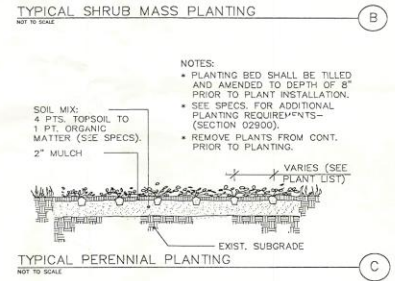 TYPICAL SHRUB MASS PLANTING
NOT TO SCALE
B
NOTES:
* PLANTING BED SHALL BE TILLED
AND AMENDED TO DEPTH OF 8"
PRIOR TO PLANT INSTALLATION.
* SEE SPECS. FOR ADDITIONAL
PLANTING REQUIREMENTS–
(SECTION 02900).
* REMOVE PLANTS FROM CONT.
PRIOR TO PLANTING.
SOIL MIX:
4 PTS. TOPSOIL TO
1 PT. ORGANIC
MATTER (SEE SPECS).
2" MULCH
VARIES (SEE
PLANT LIST)
EXIST. SUBGRADE
TYPICAL PERENNIAL PLANTING
NOT TO SCALE
C